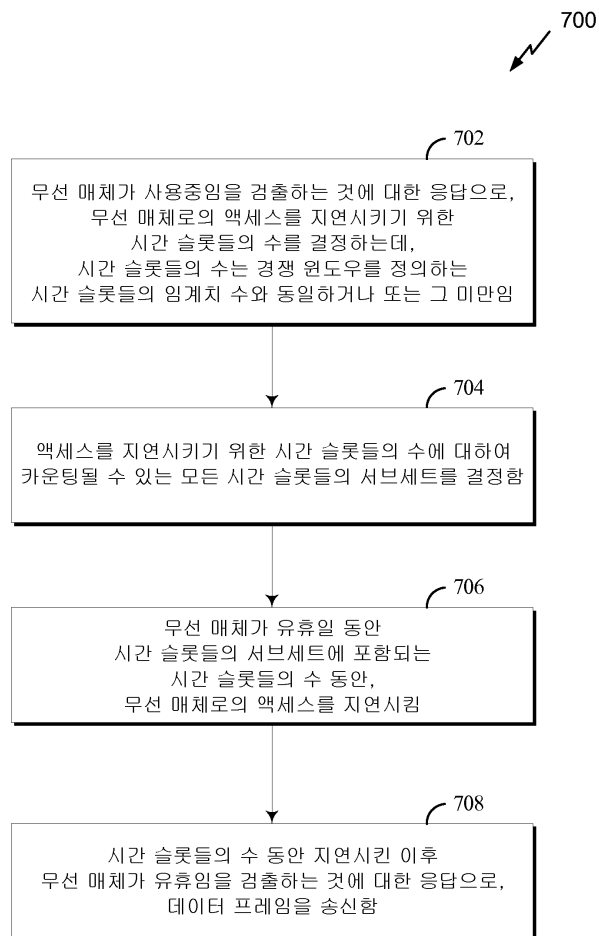 700
702
무선 매체가 사용중임을 검출하는 것에 대한 응답으로,
무선 매체로의 액세스를 지연시키기 위한
시간 슬롯들의 수를 결정하는데,
시간 슬롯들의 수는 경쟁 윈도우를 정의하는
시간 슬롯들의 임계치 수와 동일하거나 또는 그 미만임
704
액세스를 지연시키기 위한 시간 슬롯들의 수에 대하여
카운팅될 수 있는 모든 시간 슬롯들의 서브세트를 결정함
706
무선 매체가 유휴일 동안
시간 슬롯들의 서브세트에 포함되는
시간 슬롯들의 수 동안,
무선 매체로의 액세스를 지연시킴
708
시간 슬롯들의 수 동안 지연시킨 이후
무선 매체가 유휴임을 검출하는 것에 대한 응답으로,
데이터 프레임을 송신함